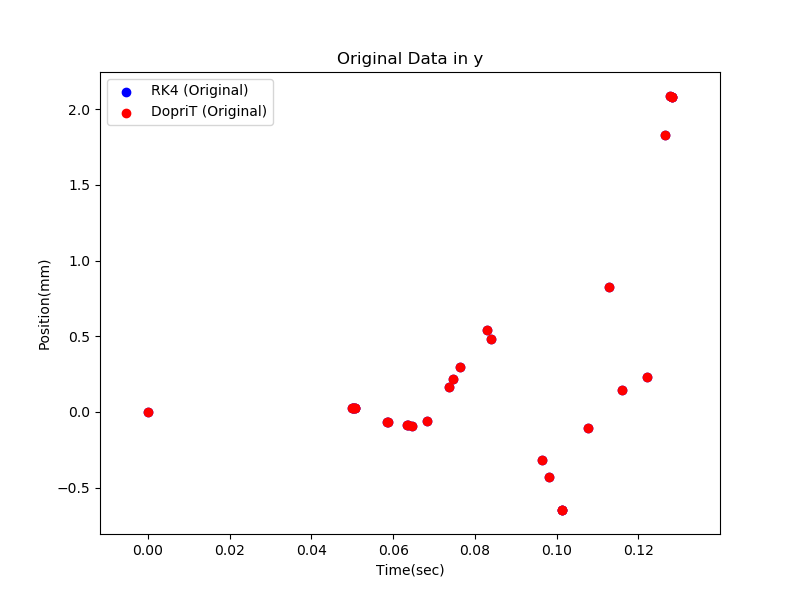 Original Data in y
RK4 (Original)
DopriT (Original)
2.0
1.5
1.0
0.5
0.0
−0.5
Position(mm)
0.00 0.02 0.04 0.06 0.08 0.10 0.12
Time(sec)